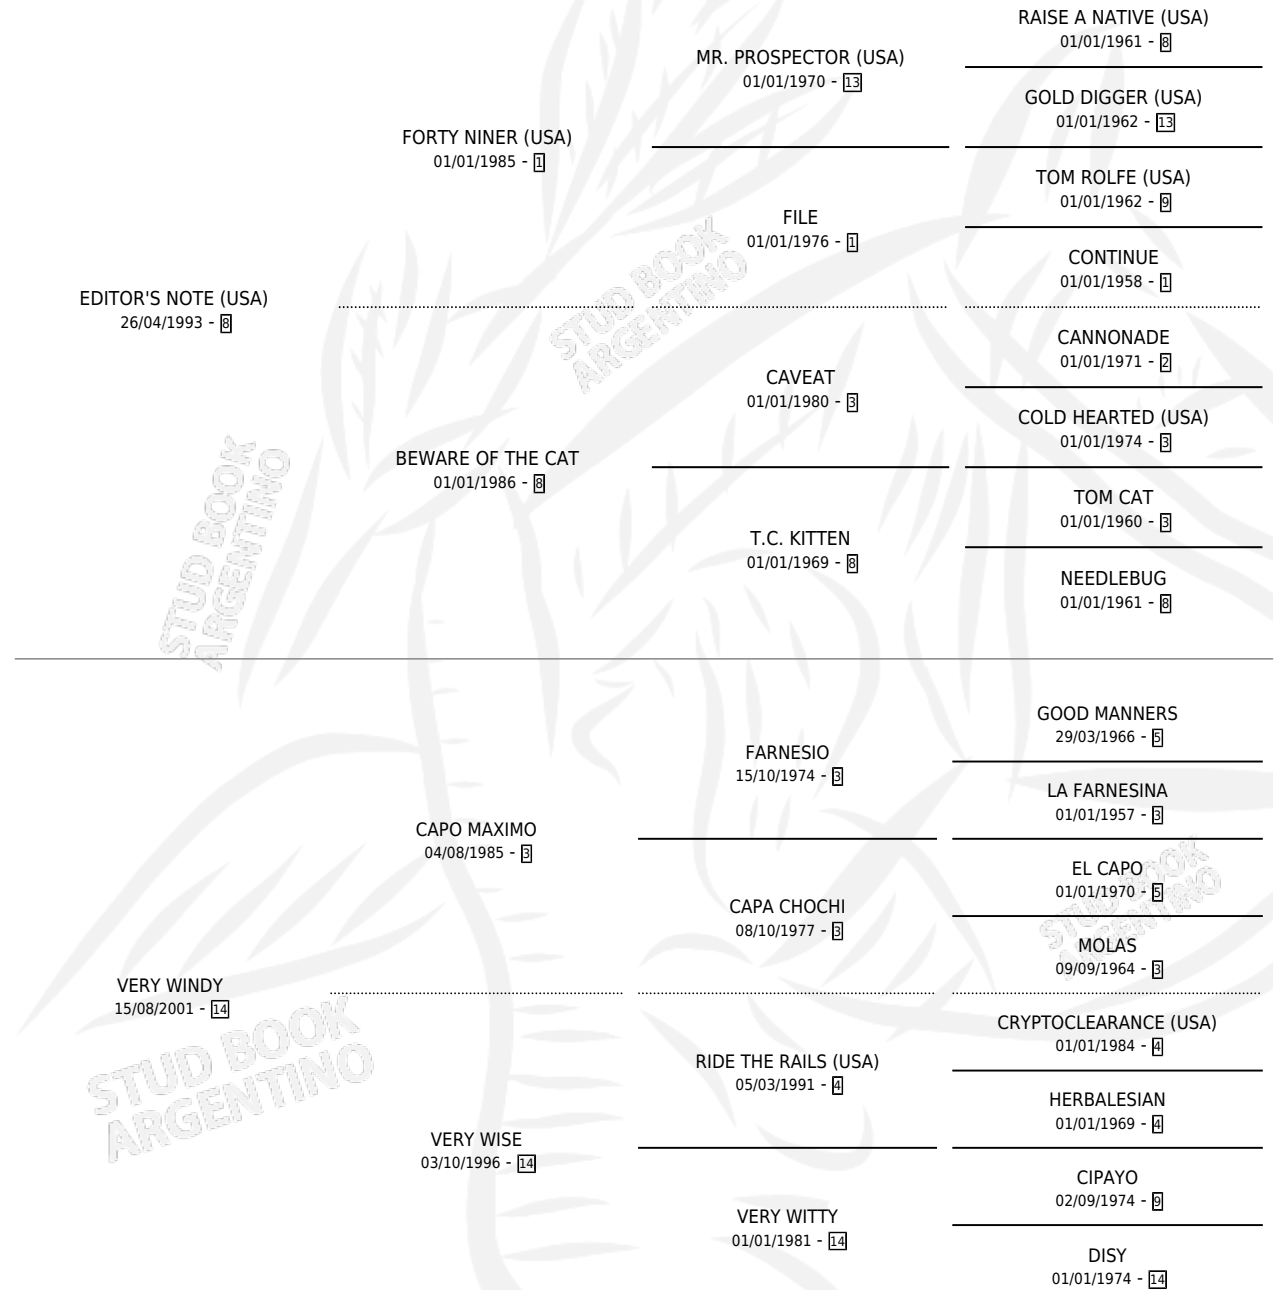 RAISE A NATIVE (USA)
01/01/1961 - 8
MR. PROSPECTOR (USA)
01/01/1970 - 13
GOLD DIGGER (USA)
01/01/1962 - 13
FORTY NINER (USA)
01/01/1985 - 1
TOM ROLFE (USA)
01/01/1962 - 9
FILE
01/01/1976 - 1
CONTINUE
01/01/1958 - 1
EDITOR'S NOTE (USA)
26/04/1993 - 8
CANNONADE
01/01/1971 - 2
CAVEAT
01/01/1980 - 3
COLD HEARTED (USA)
01/01/1974 - 3
BEWARE OF THE CAT
01/01/1986 - 8
TOM CAT
01/01/1960 - 3
T.C. KITTEN
01/01/1969 - 8
NEEDLEBUG
01/01/1961 - 8
STUD BOOK
ARGENTINO
STUD BOOK
ARGENTINO
GOOD MANNERS
29/03/1966 - 5
FARNESIO
15/10/1974 - 3
LA FARNESINA
01/01/1957 - 3
CAPO MAXIMO
04/08/1985 - 3
EL CAPO
01/01/1970 - 5
CAPA CHOCHI
08/10/1977 - 3
MOLAS
09/09/1964 - 3
VERY WINDY
15/08/2001 - 14
CRYPTOCLEARANCE (USA)
01/01/1984 - 4
RIDE THE RAILS (USA)
05/03/1991 - 4
HERBALESIAN
01/01/1969 - 4
VERY WISE
03/10/1996 - 14
CIPAYO
02/09/1974 - 9
VERY WITTY
01/01/1981 - 14
DISY
01/01/1974 - 14
STUD BOOK
ARGENTINO
STUD BOOK
ARGENTINO